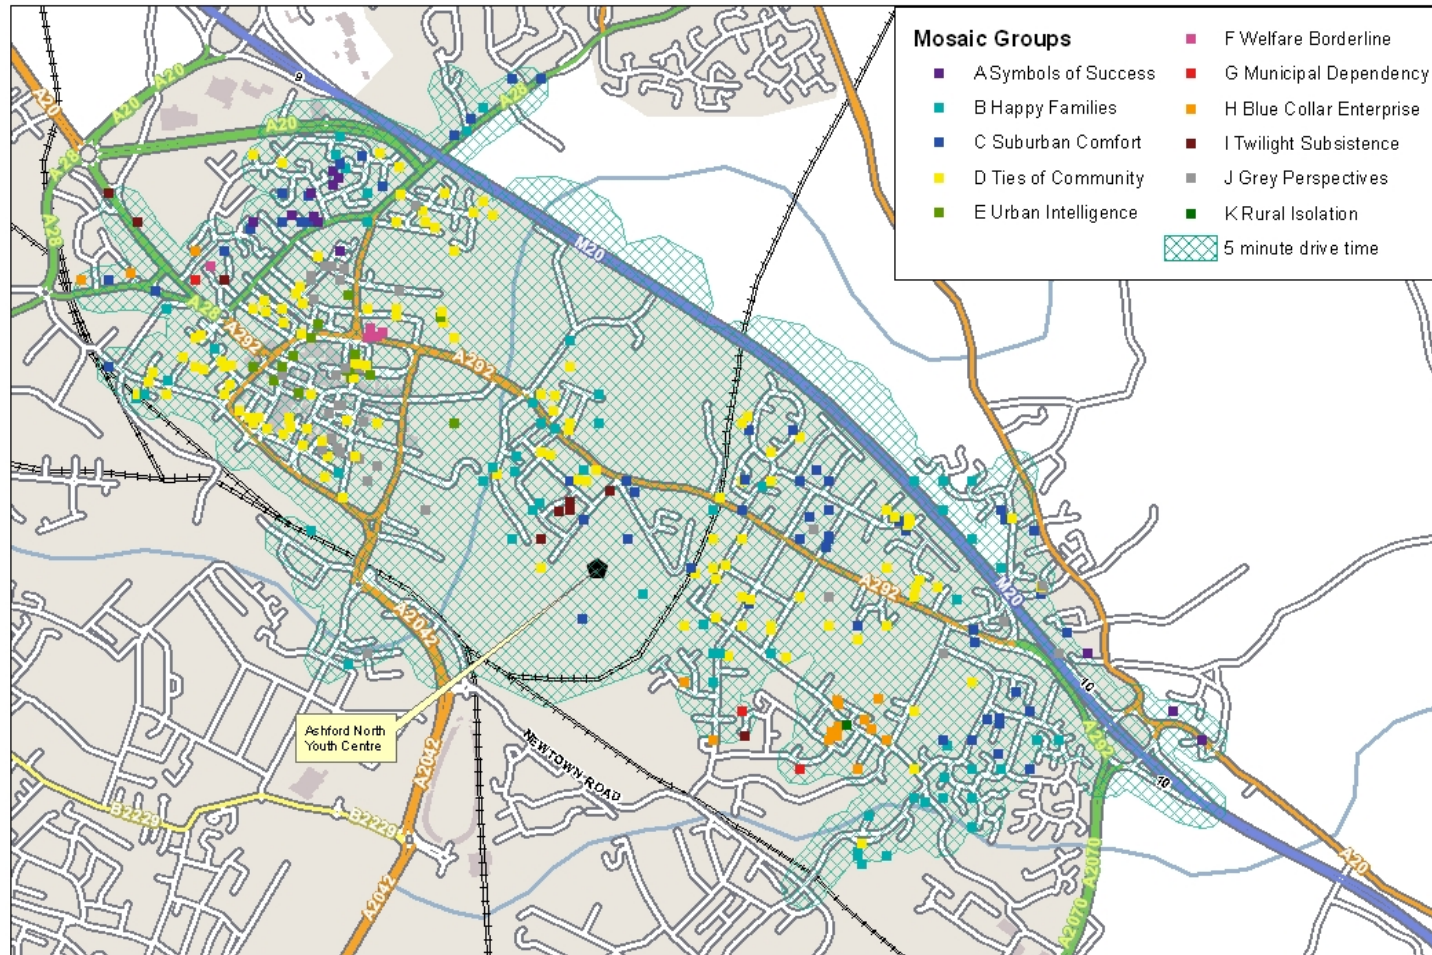 Mosaic Groups
A Symbols of Success
B Happy Families
C Suburban Comfort
D Ties of Community
E Urban Intelligence
F Welfare Borderline
G Municipal Dependency
H Blue Collar Enterprise
I Twilight Subsistence
J Grey Perspectives
K Rural Isolation
5 minute drive time
9
A20
A20
A20
A28
A20
A28
A28
M20
A28
A292
A292
A292
M20
A2042
10
Ashford North
Youth Centre
A292
A2042
NEWTOWN ROAD
10
B2229
B2229
A20
A2070
A2042
A2070